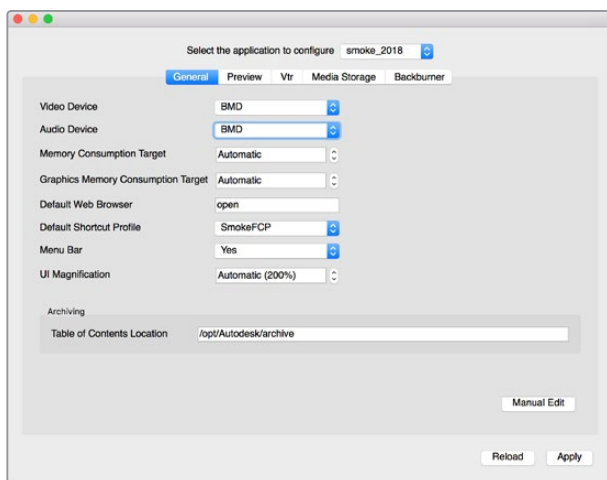 Select the application to configure smoke_2018
General Preview Vtr Media Storage Backburner
Video Device BMD
Audio Device BMD
Memory Consumption Target Automatic
Graphics Memory Consumption Target Automatic
Default Web Browser open
Default Shortcut Profile SmokeFCP
Menu Bar Yes
UI Magnification Automatic (200%)
Archiving
Table of Contents Location /opt/Autodesk/archive
Manual Edit
Reload Apply